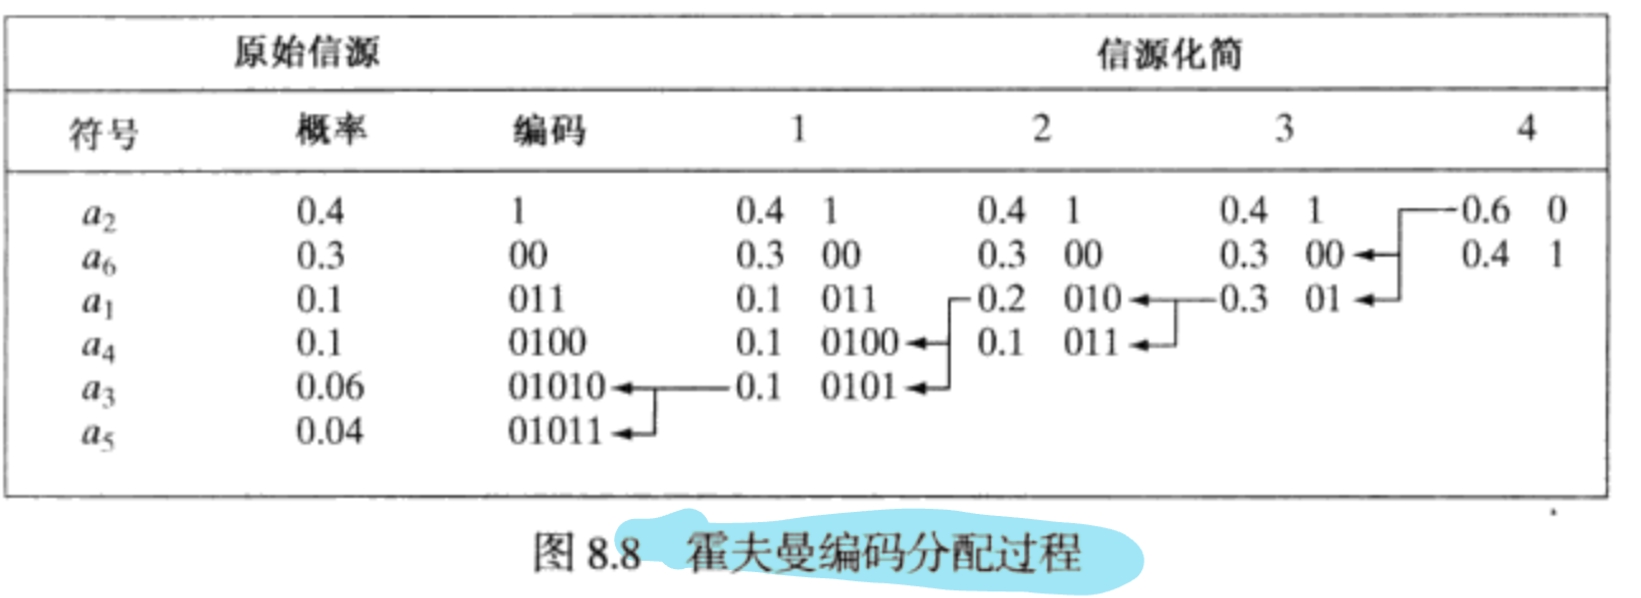 原始信源 信源化简
符号 概率 编码 1 2 3 4
a₂ 0.4 1 0.4 1 0.4 1 0.4 1 0.6 0
a₆ 0.3 00 0.3 00 0.3 00 0.3 00 0.4 1
a₁ 0.1 011 0.1 011 0.2 010 0.3 01
a₄ 0.1 0100 0.1 0100 0.1 011
a₃ 0.06 01010 0.1 0101
a₅ 0.04 01011
图 8.8 霍夫曼编码分配过程